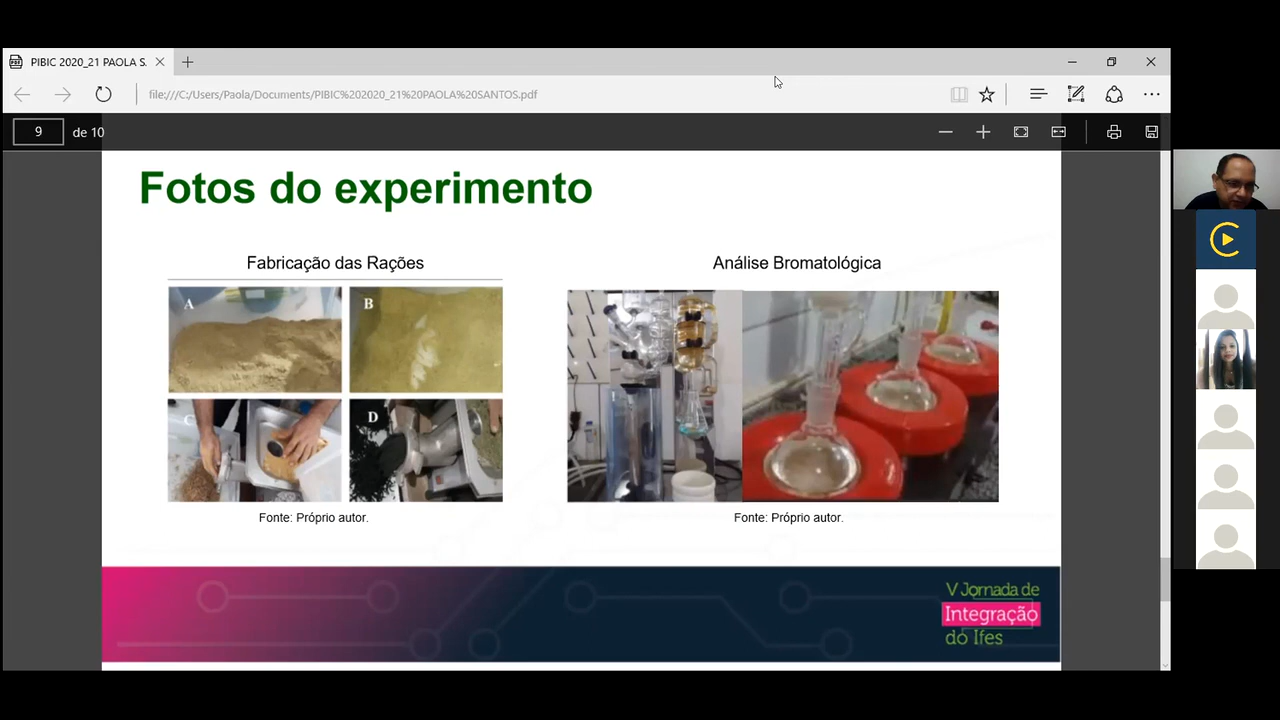 PIBIC 2020_21 PAOLA S.
file:///C:/Users/Paola/Documents/PIBIC%202020_21%20PAOLA%20SANTOS.pdf
9 de 10
Fotos do experimento
Fabricação das Rações
Análise Bromatológica
A
B
C
D
Fonte: Próprio autor.
Fonte: Próprio autor.
V Jornada de
Integração
do Ifes